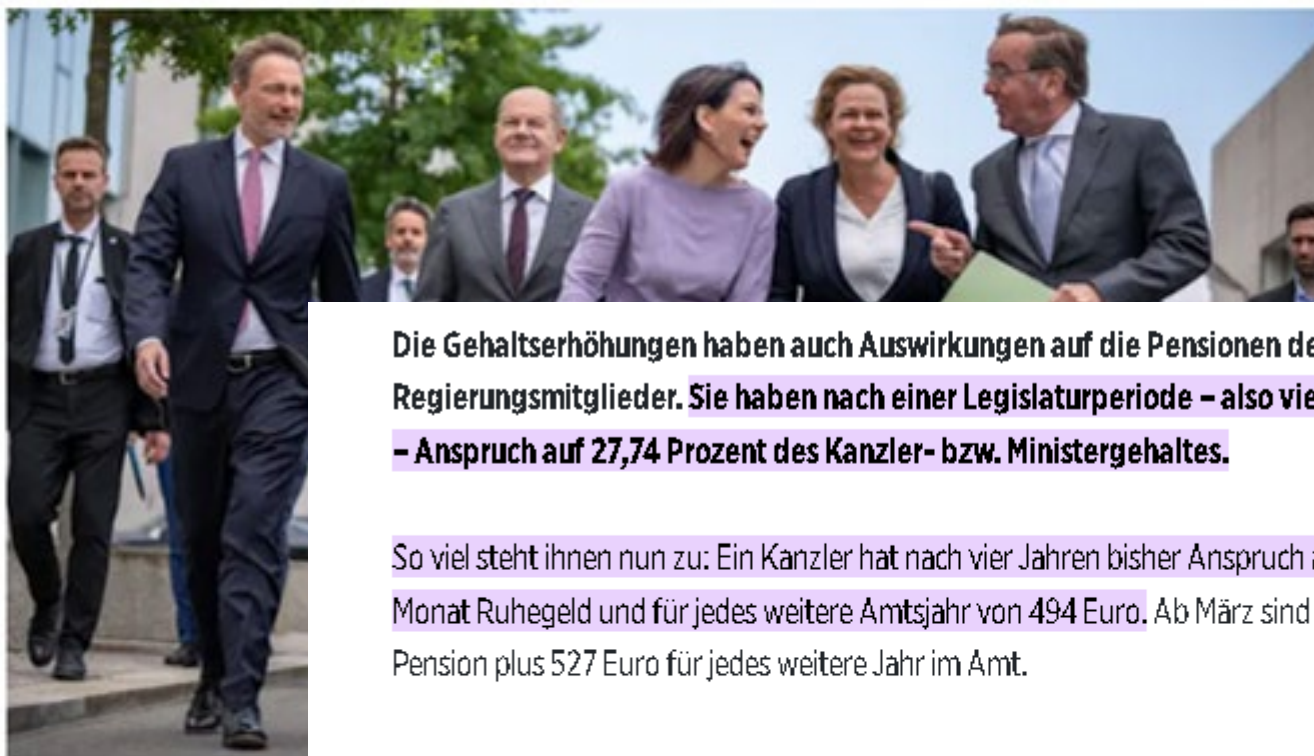 Die Gehaltserhöhungen haben auch Auswirkungen auf die Pensionen de
Regierungsmitglieder. Sie haben nach einer Legislaturperiode – also vie
– Anspruch auf 27,74 Prozent des Kanzler- bzw. Ministergehaltes.
So viel steht ihnen nun zu: Ein Kanzler hat nach vier Jahren bisher Anspruch a
Monat Ruhegeld und für jedes weitere Amtsjahr von 494 Euro. Ab März sind
Pension plus 527 Euro für jedes weitere Jahr im Amt.